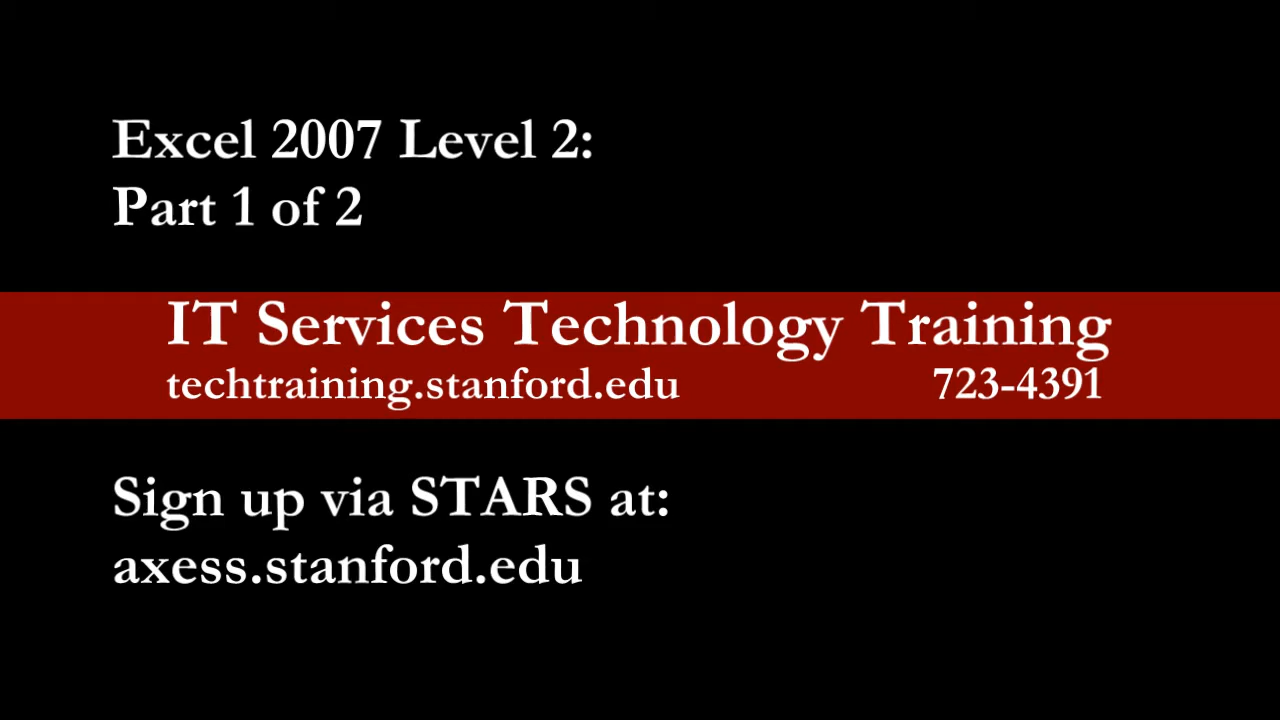 Excel 2007 Level 2:
Part 1 of 2
IT Services Technology Training
techtraining.stanford.edu 723-4391
Sign up via STARS at:
axess.stanford.edu